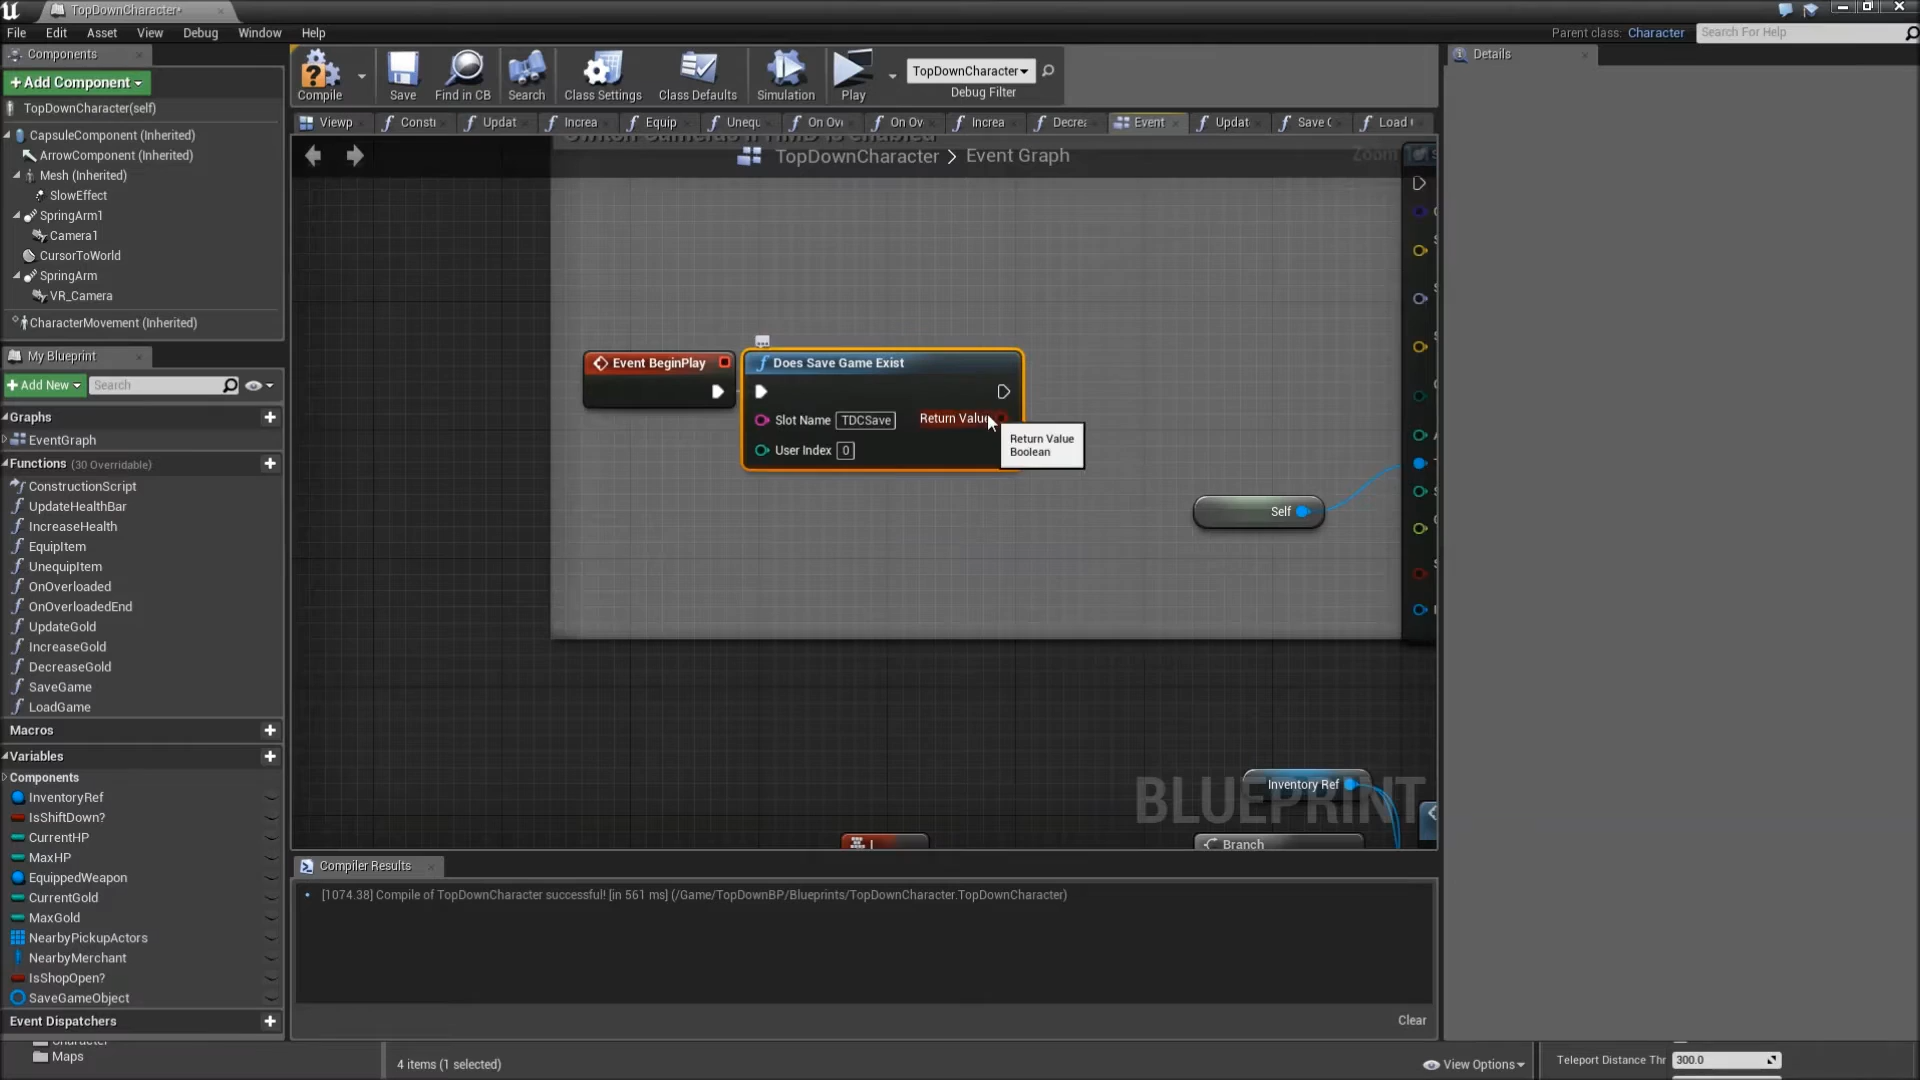 TopDownCharacter•
File Edit Asset View Debug Window Help
Parent class: Character Search For Help
Components
+Add Component
TopDownCharacter(self)
CapsuleComponent (Inherited)
ArrowComponent (Inherited)
Mesh (Inherited)
SlowEffect
SpringArm1
Camera1
CursorToWorld
SpringArm
VR_Camera
CharacterMovement (Inherited)
My Blueprint
+Add New Search
Graphs
EventGraph
Functions (30 Overridable)
ConstructionScript
UpdateHealthBar
IncreaseHealth
EquipItem
UnequipItem
OnOverloaded
OnOverloadedEnd
UpdateGold
IncreaseGold
DecreaseGold
SaveGame
LoadGame
Macros
Variables
Components
InventoryRef
IsShiftDown?
CurrentHP
MaxHP
EquippedWeapon
CurrentGold
MaxGold
NearbyPickupActors
NearbyMerchant
IsShopOpen?
SaveGameObject
Event Dispatchers
Maps
Compile Save Find in CB Search Class Settings Class Defaults Simulation Play
TopDownCharacter
Debug Filter
Viewp Consti Updat Increa Equip Unequ On Ov On Ov Increa Decrea Event Updat Save Load
TopDownCharacter > Event Graph
Zoom
Event BeginPlay
Does Save Game Exist
Slot Name TDCSave
Return Value
User Index 0
Return Value
Boolean
Self
Inventory Ref
Branch
I
BLUEPRINT
Compiler Results
[1074.38] Compile of TopDownCharacter successful! [in 561 ms] (/Game/TopDownBP/Blueprints/TopDownCharacter.TopDownCharacter)
Clear
4 items (1 selected)
View Options
Details
Teleport Distance Thr 300.0